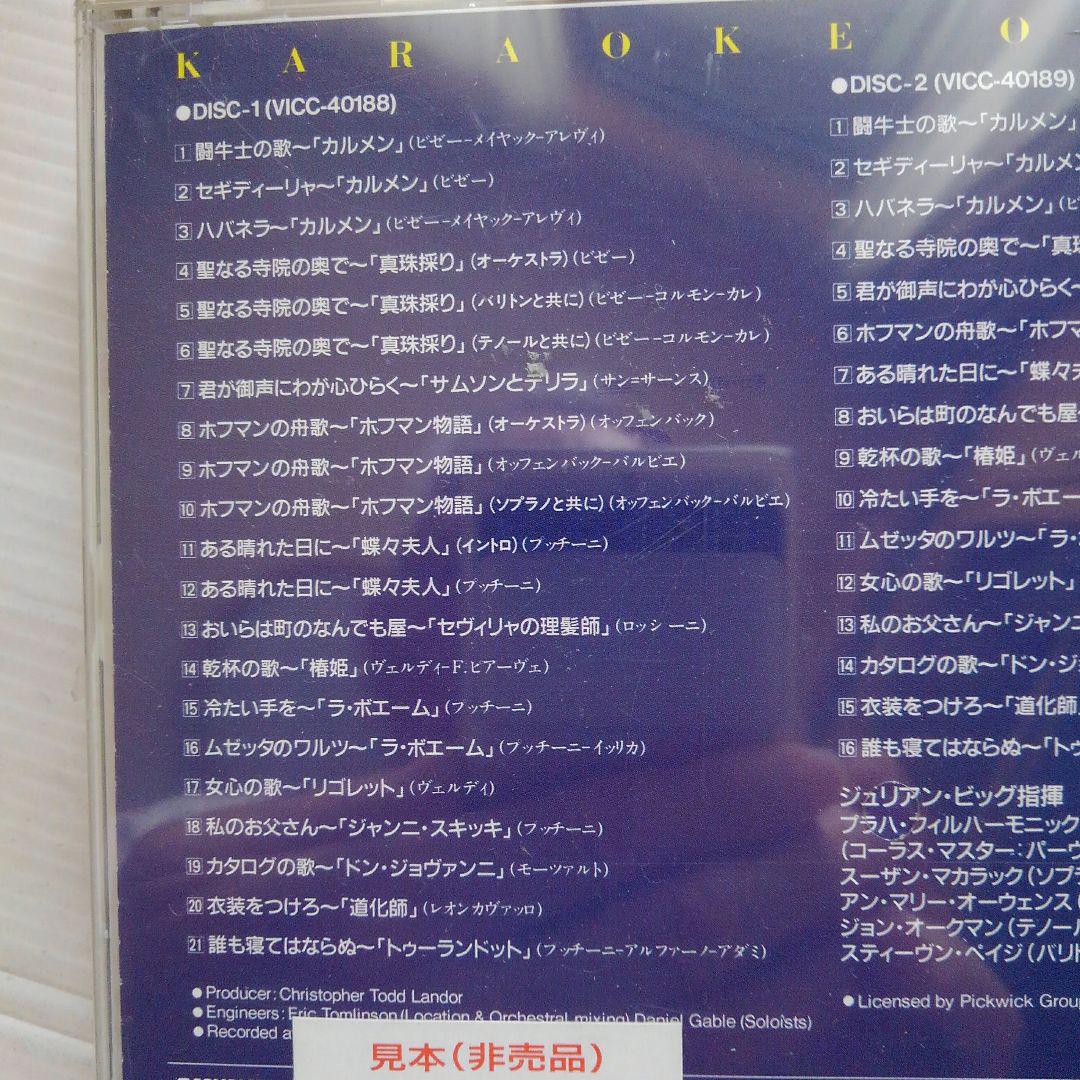 KARAOKE O
●DISC-1 (VICC-40188)
1 闘牛士の歌〜「カルメン」(ビゼー–メイヤック–アレヴィ)
2 セギディーリャ〜「カルメン」(ビゼー)
3 ハバネラ〜「カルメン」(ビゼー–メイヤック–アレヴィ)
4 聖なる寺院の奥で〜「真珠採り」(オーケストラ)(ビゼー)
5 聖なる寺院の奥で〜「真珠採り」(バリトンと共に)(ビゼー–コルモン–カレ)
6 聖なる寺院の奥で〜「真珠採り」(テノールと共に)(ビゼー–コルモン–カレ)
7 君が御声にわが心ひらく〜「サムソンとデリラ」(サン=サーンス)
8 ホフマンの舟歌〜「ホフマン物語」(オーケストラ)(オッフェンバック)
9 ホフマンの舟歌〜「ホフマン物語」(オッフェンバック–バルビエ)
10 ホフマンの舟歌〜「ホフマン物語」(ソプラノと共に)(オッフェンバック–バルビエ)
11 ある晴れた日に〜「蝶々夫人」(イントロ)(プッチーニ)
12 ある晴れた日に〜「蝶々夫人」(プッチーニ)
13 おいらは町のなんでも屋〜「セヴィリャの理髪師」(ロッシーニ)
14 乾杯の歌〜「椿姫」(ヴェルディ–F.ピアーヴェ)
15 冷たい手を〜「ラ・ボエーム」(プッチーニ)
16 ムゼッタのワルツ〜「ラ・ボエーム」(プッチーニ–イッリカ)
17 女心の歌〜「リゴレット」(ヴェルディ)
18 私のお父さん〜「ジャンニ・スキッキ」(プッチーニ)
19 カタログの歌〜「ドン・ジョヴァンニ」(モーツァルト)
20 衣装をつけろ〜「道化師」(レオンカヴァッロ)
21 誰も寝てはならぬ〜「トゥーランドット」(プッチーニ–アルファーノ–アダミ)
●Producer: Christopher Todd Landor
●Engineers: Eric Tomlinson (Location & Orchestral mixing) Daniel Gable (Soloists)
●Recorded at
見本(非売品)
●DISC-2 (VICC-40189)
1 闘牛士の歌〜「カルメン」
2 セギディーリャ〜「カルメン
3 ハバネラ〜「カルメン」(ビ
4 聖なる寺院の奥で〜「真珠
5 君が御声にわが心ひらく〜
6 ホフマンの舟歌〜「ホフマ
7 ある晴れた日に〜「蝶々
8 おいらは町のなんでも屋
9 乾杯の歌〜「椿姫」(ヴェル
10 冷たい手を〜「ラ・ボエー
11 ムゼッタのワルツ〜「ラ・
12 女心の歌〜「リゴレット」
13 私のお父さん〜「ジャンニ
14 カタログの歌〜「ドン・ジ
15 衣装をつけろ〜「道化師
16 誰も寝てはならぬ〜「トゥ
ジュリアン・ビッグ指揮
プラハ・フィルハーモニック
(コーラス・マスター:パーヴ
スーザン・マカラック(ソプラ
アン・マリー・オーウェンス(
ジョン・オークマン(テノール
スティーヴン・ペイジ(バリト
●Licensed by Pickwick Group